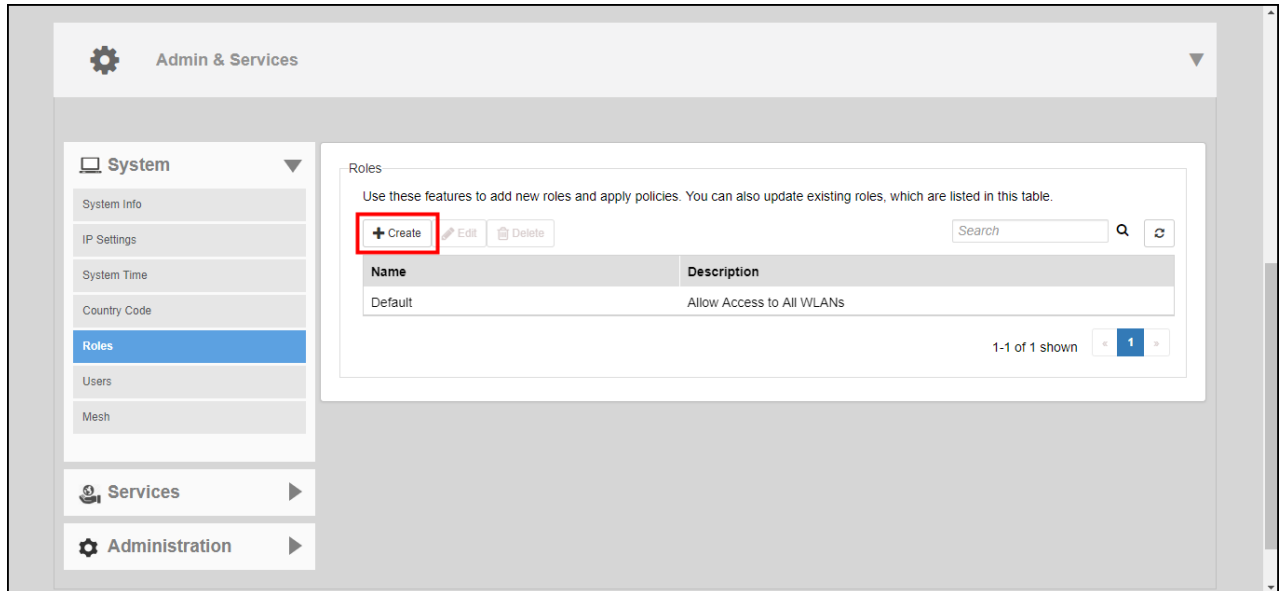 Admin & Services
System
System Info
IP Settings
System Time
Country Code
Roles
Users
Mesh
Services
Administration
Roles
Use these features to add new roles and apply policies. You can also update existing roles, which are listed in this table.
Create Edit Delete Search
Name Description
Default Allow Access to All WLANs
1-1 of 1 shown « 1 »